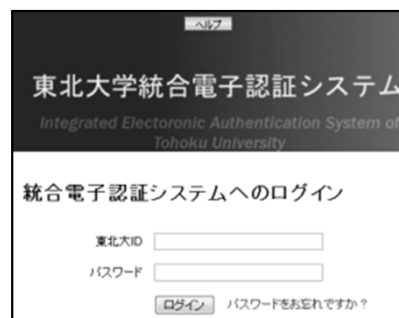 ヘルプ
東北大学統合電子認証システム
Integrated Electoronic Authentication System of
Tohoku University
統合電子認証システムへのログイン
東北大ID
パスワード
ログイン パスワードをお忘れですか？